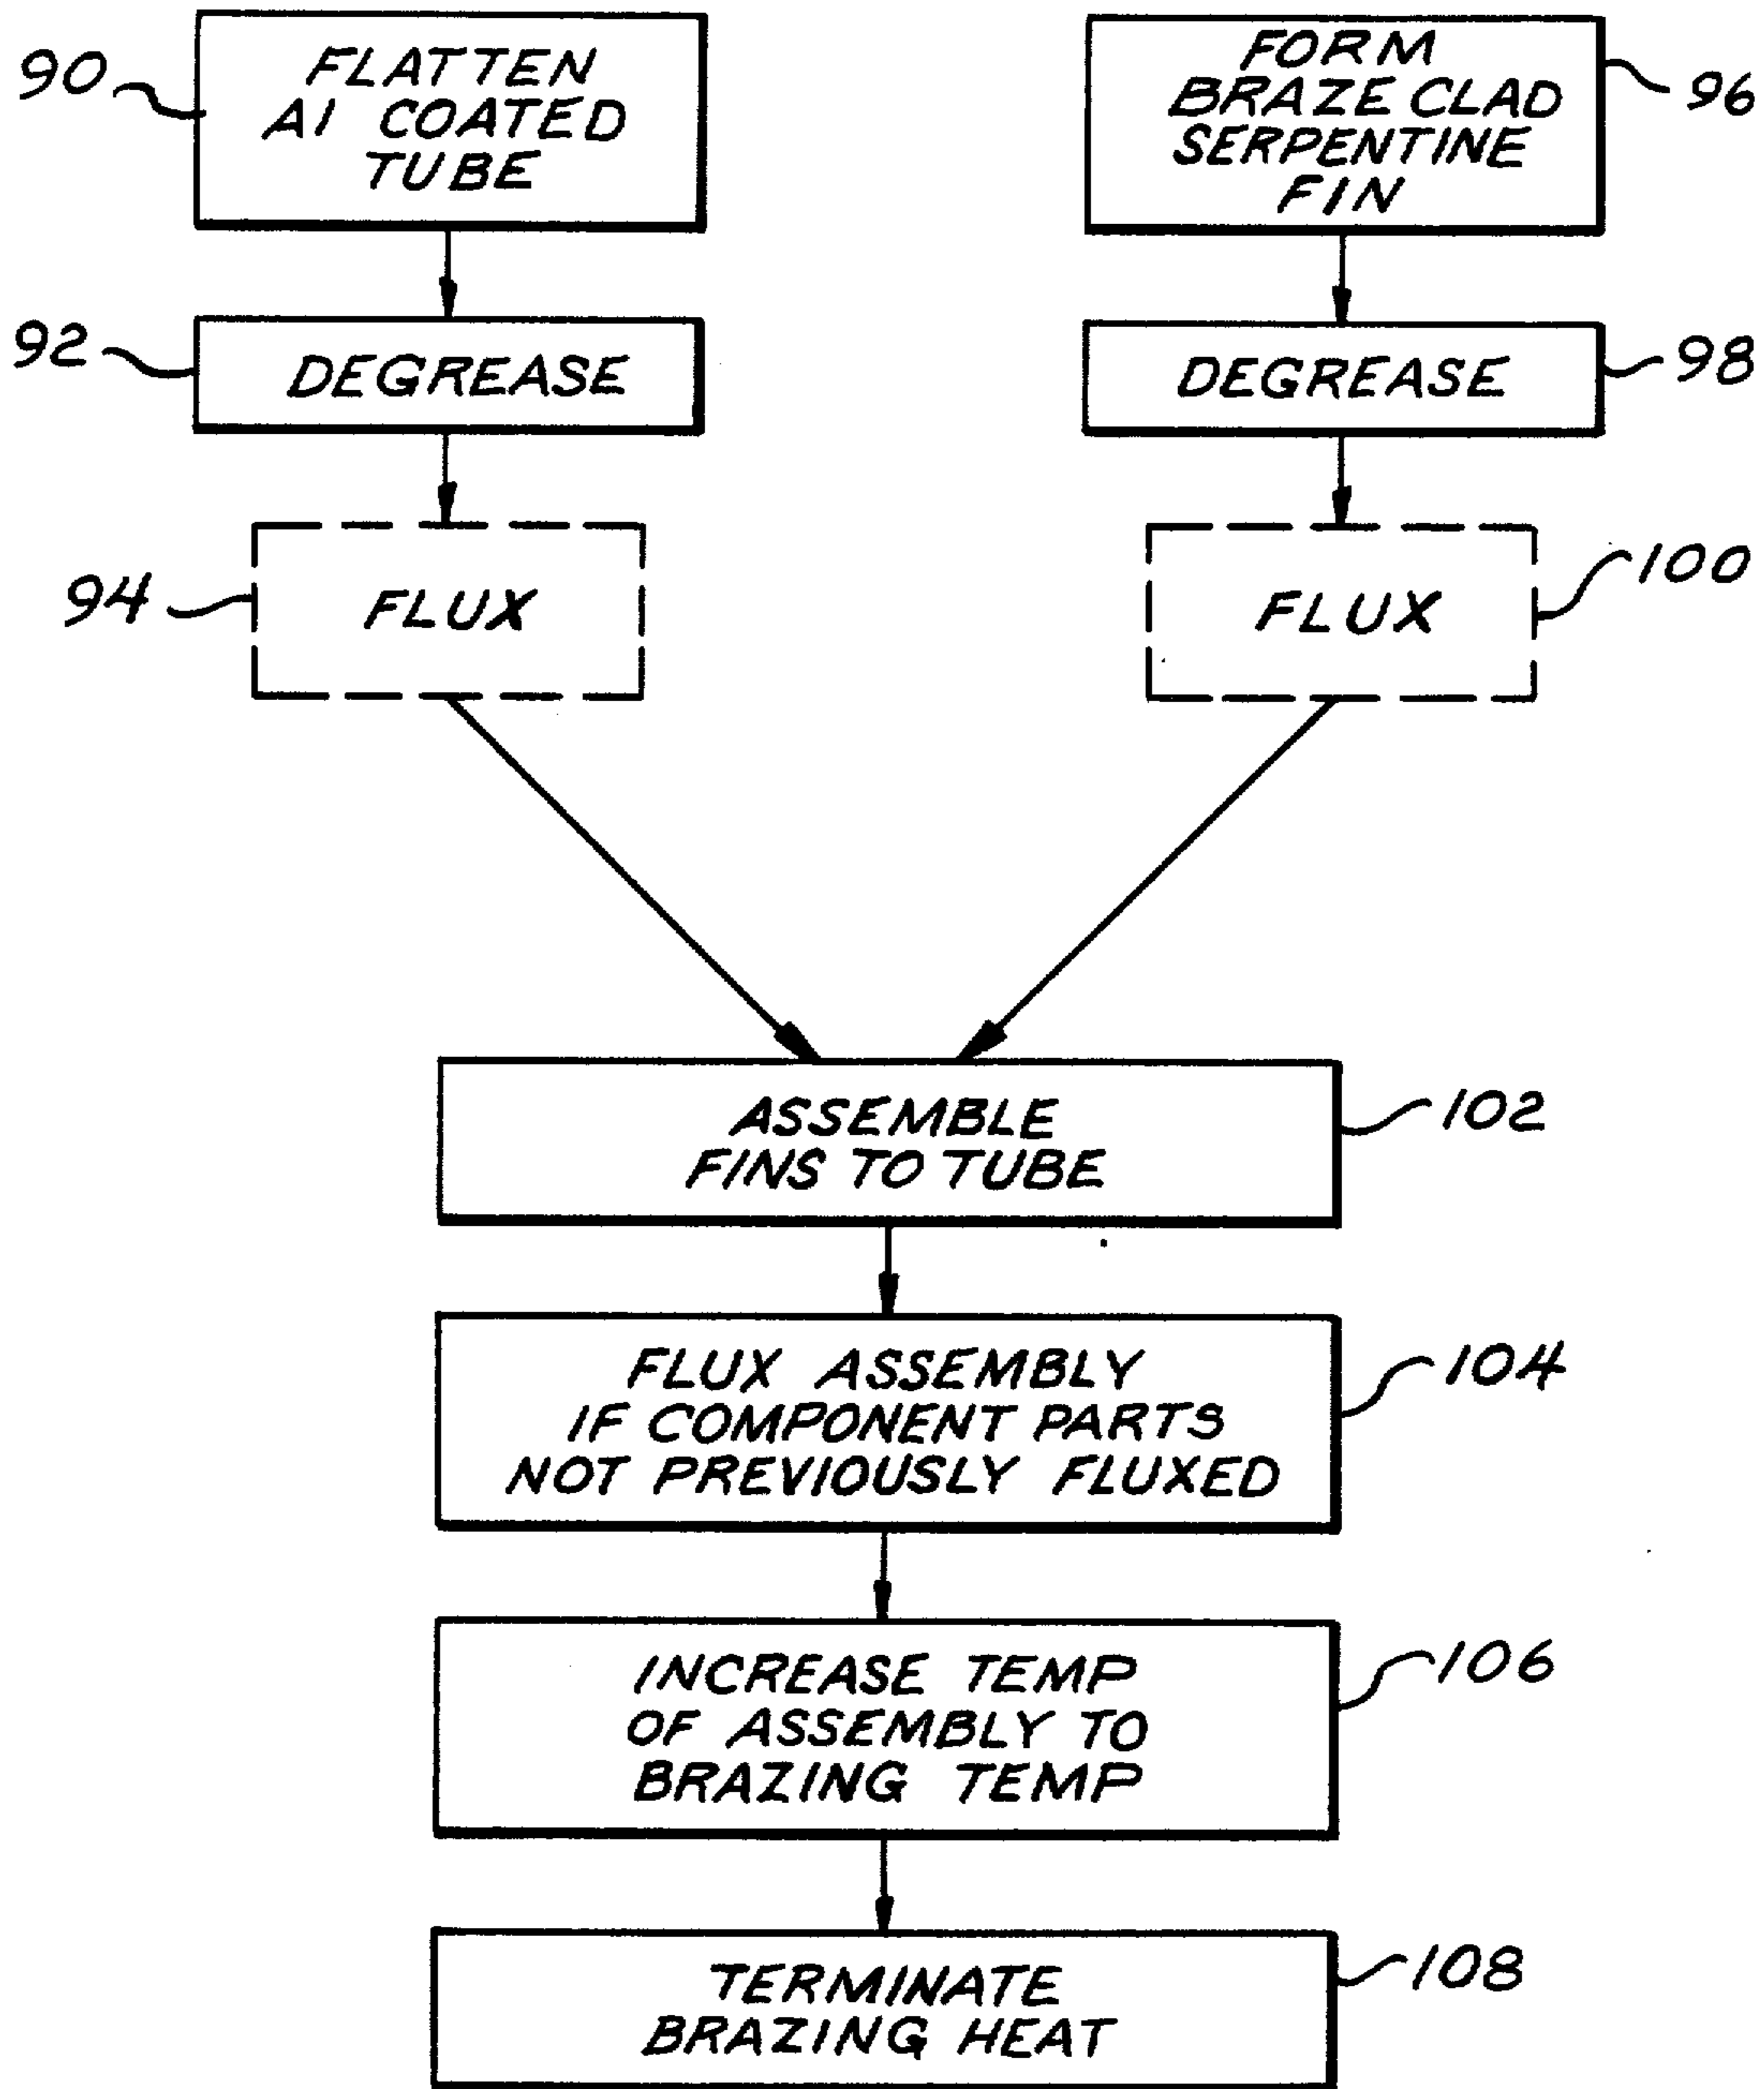 90
FLATTEN
Al COATED
TUBE
FORM
BRAZE CLAD
SERPENTINE
FIN
96
92
DEGREASE
DEGREASE
98
94
FLUX
FLUX
100
ASSEMBLE
FINS TO TUBE
102
FLUX ASSEMBLY
IF COMPONENT PARTS
NOT PREVIOUSLY FLUXED
104
INCREASE TEMP
OF ASSEMBLY TO
BRAZING TEMP
106
TERMINATE
BRAZING HEAT
108